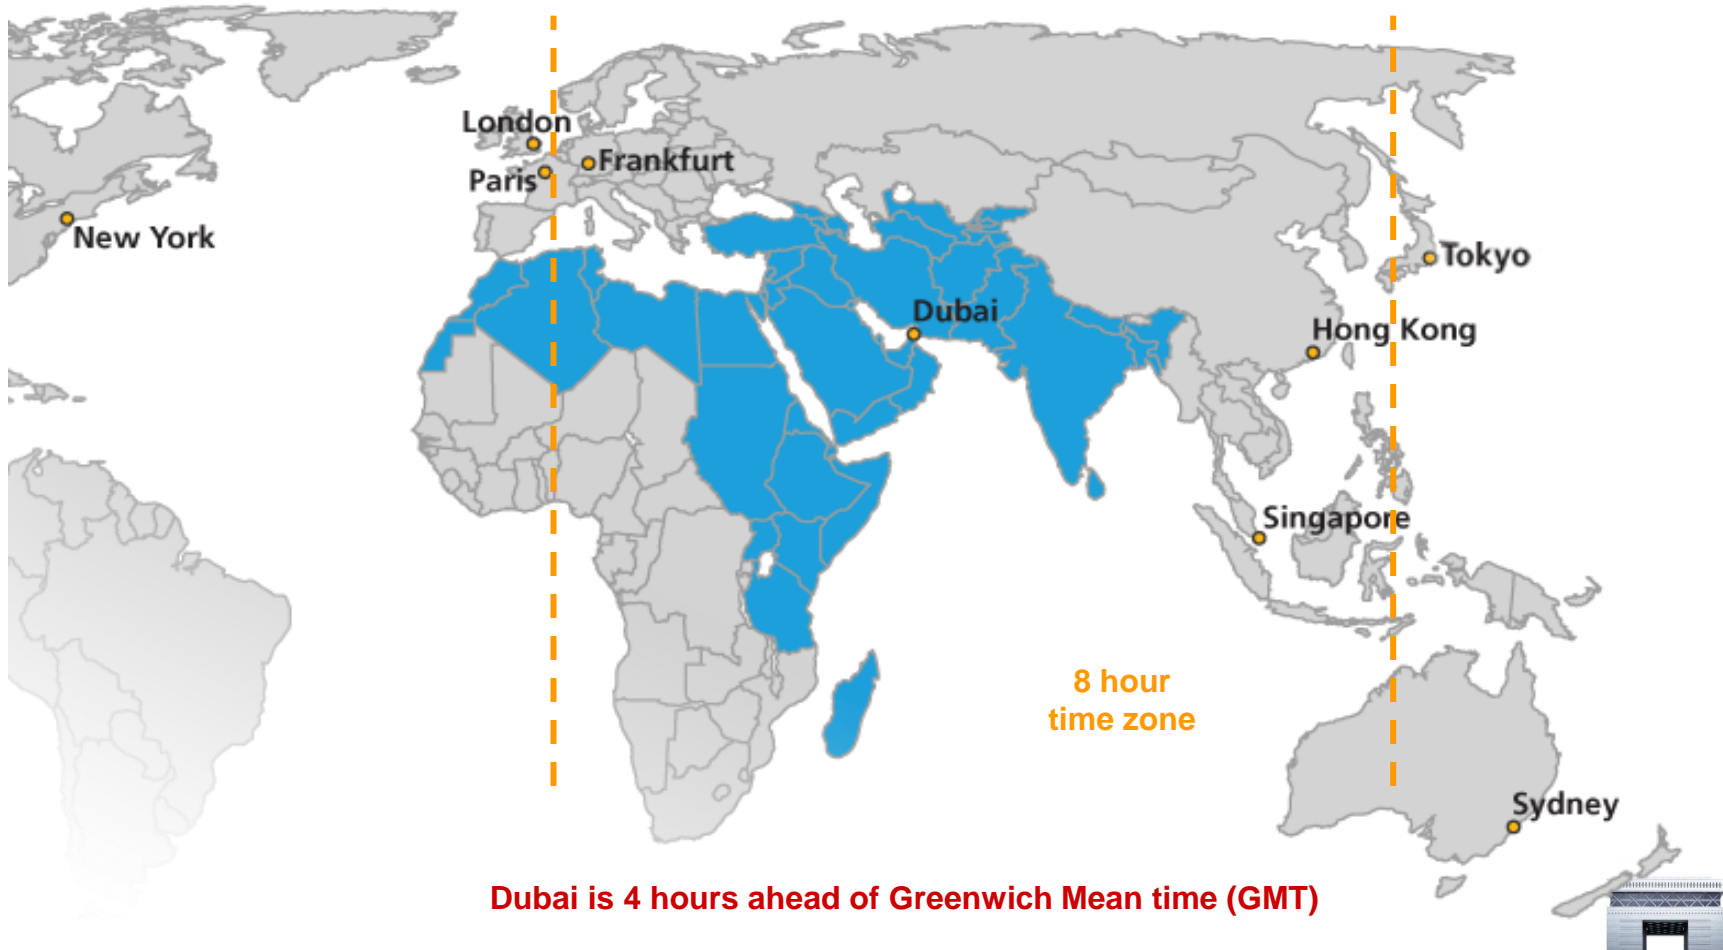 London
Frankfurt
Paris
New York
Tokyo
Dubai
Hong Kong
Singapore
8 hour
time zone
Sydney
Dubai is 4 hours ahead of Greenwich Mean time (GMT)